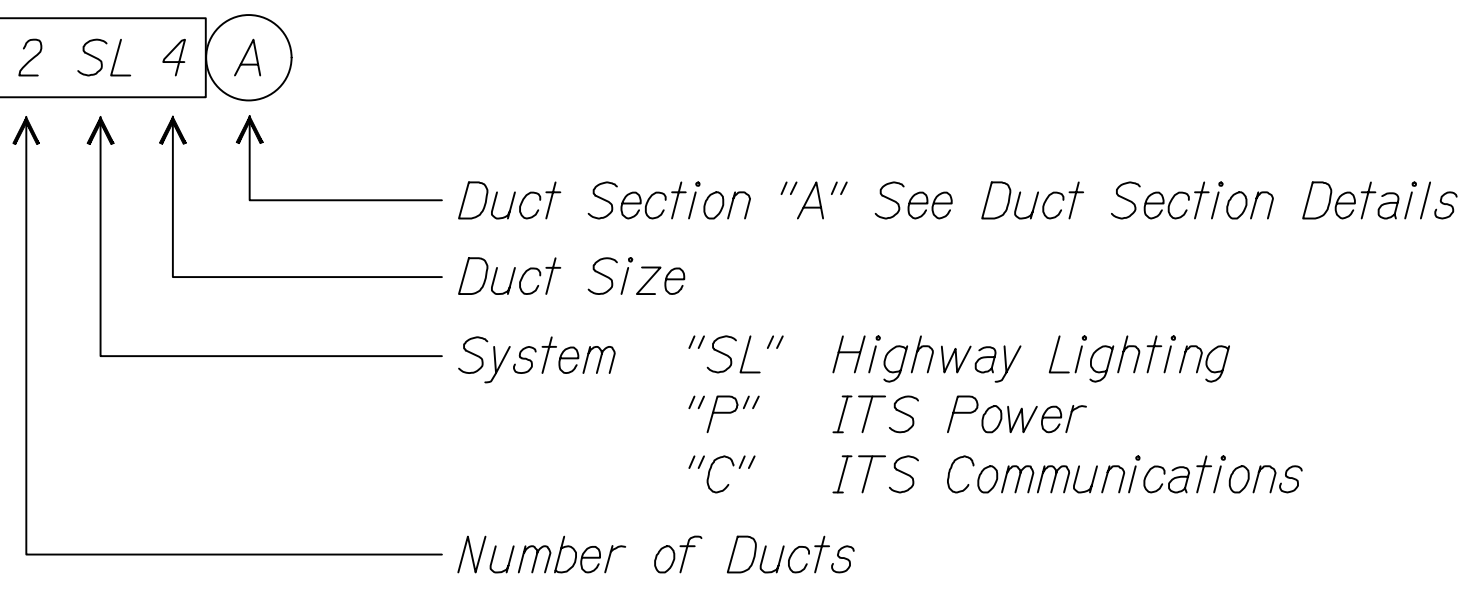 2 SL 4 A
Duct Section "A" See Duct Section Details
Duct Size
System "SL" Highway Lighting
"P" ITS Power
"C" ITS Communications
Number of Ducts